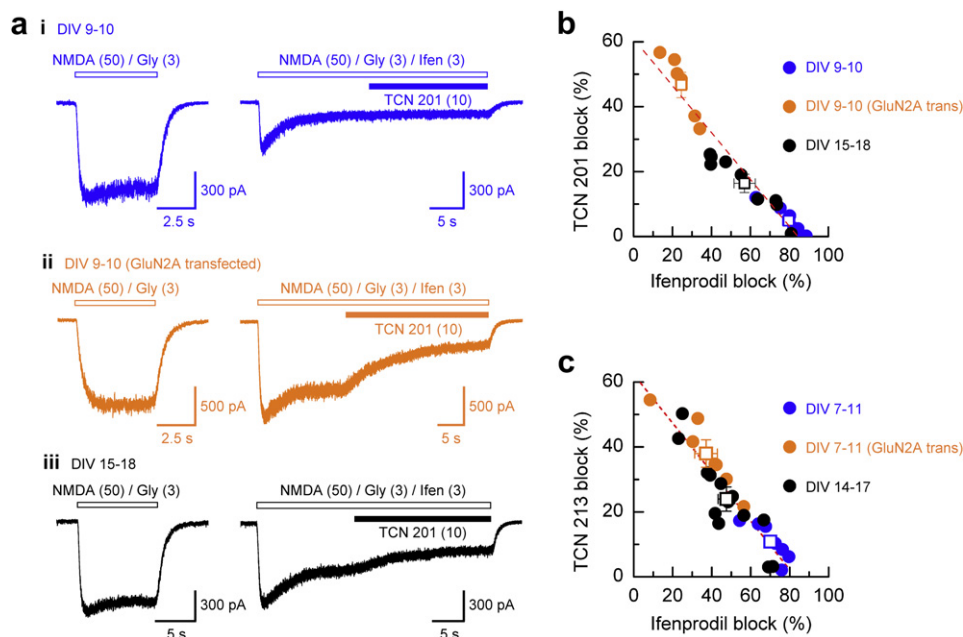 a
i DIV 9-10
NMDA (50) / Gly (3)
NMDA (50) / Gly (3) / Ifen (3)
TCN 201 (10)
300 pA
2.5 s
300 pA
5 s
ii DIV 9-10 (GluN2A transfected)
NMDA (50) / Gly (3)
NMDA (50) / Gly (3) / Ifen (3)
TCN 201 (10)
500 pA
2.5 s
500 pA
5 s
iii DIV 15-18
NMDA (50) / Gly (3)
NMDA (50) / Gly (3) / Ifen (3)
TCN 201 (10)
300 pA
5 s
300 pA
5 s
b
TCN 201 block (%)
60
40
20
0
0 20 40 60 80 100
Ifenprodil block (%)
DIV 9-10
DIV 9-10 (GluN2A trans)
DIV 15-18
c
TCN 213 block (%)
60
40
20
0
0 20 40 60 80 100
Ifenprodil block (%)
DIV 7-11
DIV 7-11 (GluN2A trans)
DIV 14-17